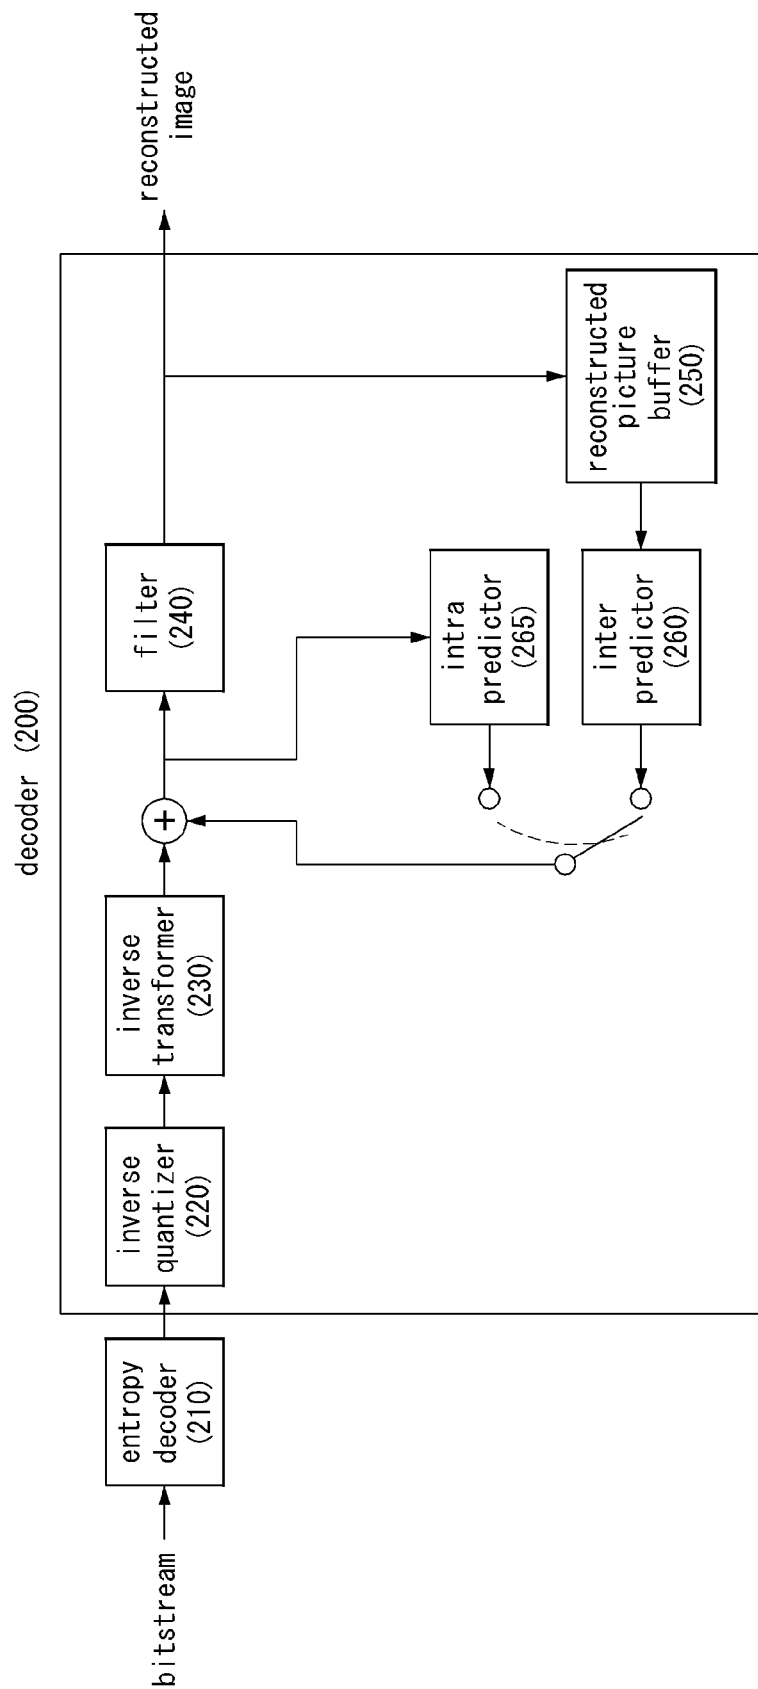 decoder (200)
bitstream
entropy
decoder
(210)
inverse
quantizer
(220)
inverse
transformer
(230)
+
filter
(240)
reconstructed
image
intra
predictor
(265)
inter
predictor
(260)
reconstructed
picture
buffer
(250)